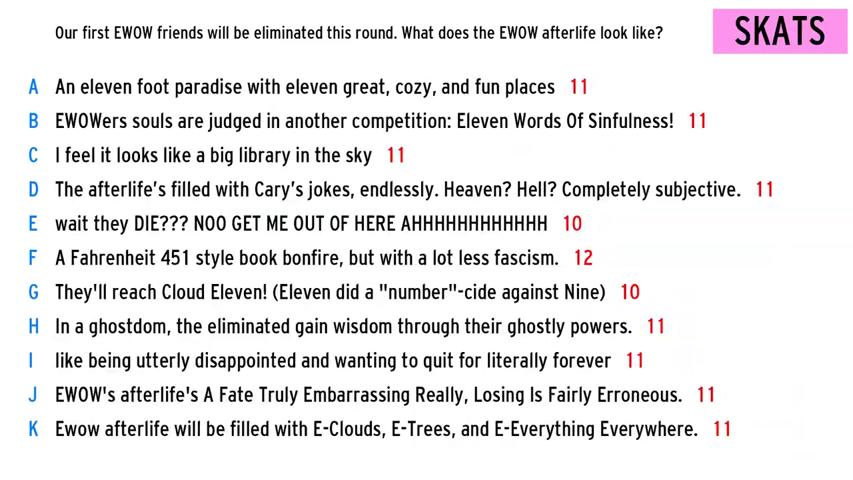 Our first EWOW friends will be eliminated this round. What does the EWOW afterlife look like?
SKATS
A An eleven foot paradise with eleven great, cozy, and fun places 11
B EWOWers souls are judged in another competition: Eleven Words Of Sinfulness! 11
C I feel it looks like a big library in the sky 11
D The afterlife's filled with Cary's jokes, endlessly. Heaven? Hell? Completely subjective. 11
E wait they DIE??? NOO GET ME OUT OF HERE AHHHHHHHHHHHH 10
F A Fahrenheit 451 style book bonfire, but with a lot less fascism. 12
G They'll reach Cloud Eleven! (Eleven did a "number"-cide against Nine) 10
H In a ghostdom, the eliminated gain wisdom through their ghostly powers. 11
I like being utterly disappointed and wanting to quit for literally forever 11
J EWOW's afterlife's A Fate Truly Embarrassing Really, Losing Is Fairly Erroneous. 11
K Ewow afterlife will be filled with E-Clouds, E-Trees, and E-Everything Everywhere. 11